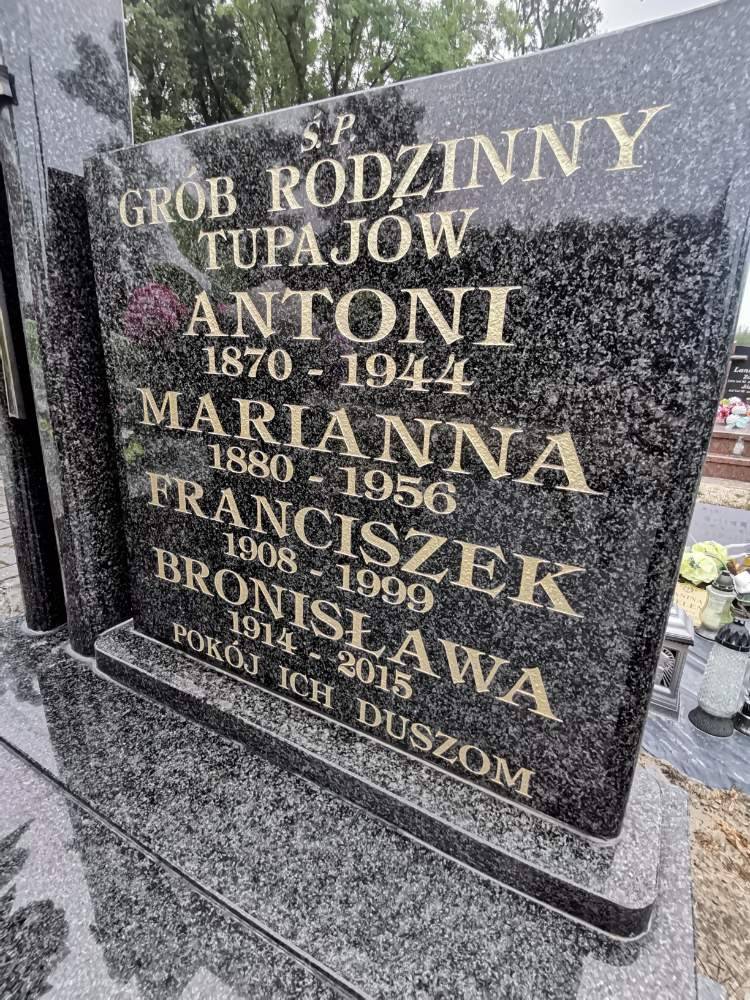 Ś.P.
GRÓB RODZINNY
TUPAJÓW
ANTONI
1870 - 1944
MARIANNA
1880 - 1956
FRANCISZEK
1908 - 1999
BRONISŁAWA
1914 - 2015
POKÓJ ICH DUSZOM